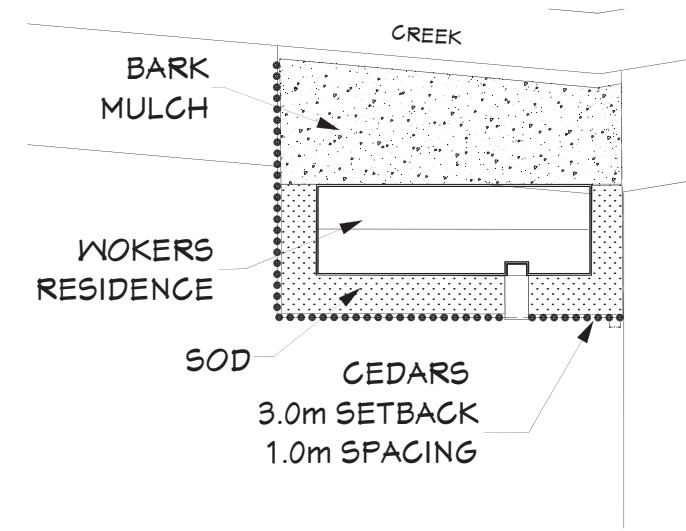 CREEK
BARK
MULCH
WOKERS
RESIDENCE
SOD
CEDARS
3.0m SETBACK
1.0m SPACING